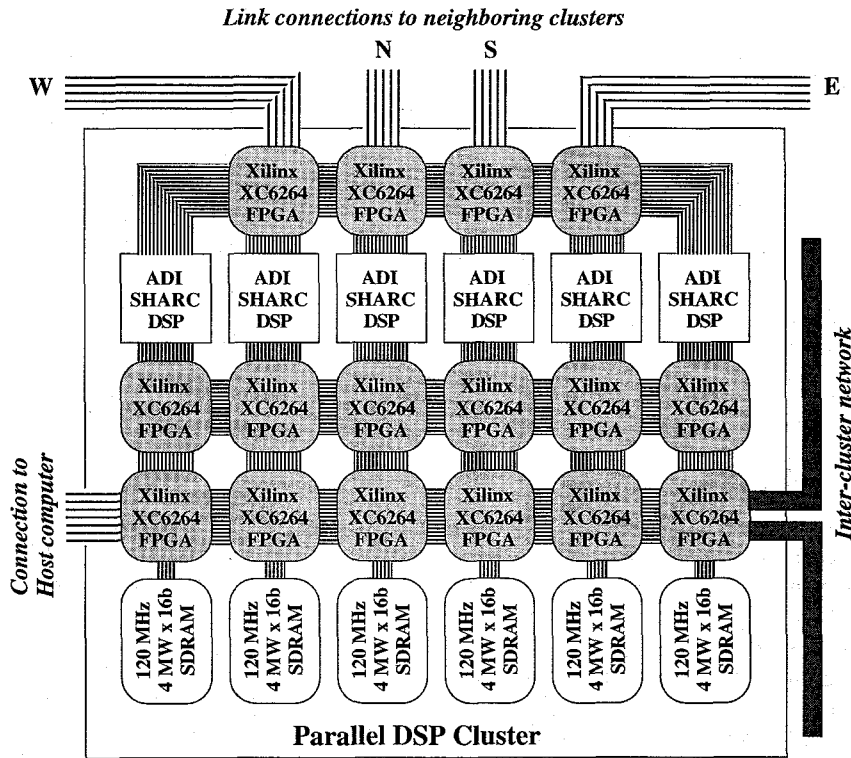 Link connections to neighboring clusters
N S
W E
Xilinx Xilinx Xilinx Xilinx
XC6264 XC6264 XC6264 XC6264
FPGA FPGA FPGA FPGA
ADI ADI ADI ADI ADI ADI
SHARC SHARC SHARC SHARC SHARC SHARC
DSP DSP DSP DSP DSP DSP
Xilinx Xilinx Xilinx Xilinx Xilinx Xilinx
XC6264 XC6264 XC6264 XC6264 XC6264 XC6264
FPGA FPGA FPGA FPGA FPGA FPGA
Xilinx Xilinx Xilinx Xilinx Xilinx Xilinx
XC6264 XC6264 XC6264 XC6264 XC6264 XC6264
FPGA FPGA FPGA FPGA FPGA FPGA
Connection to
Host computer
Inter-cluster network
120 MHz
4 MW x 16b
SDRAM
120 MHz
4 MW x 16b
SDRAM
120 MHz
4 MW x 16b
SDRAM
120 MHz
4 MW x 16b
SDRAM
120 MHz
4 MW x 16b
SDRAM
120 MHz
4 MW x 16b
SDRAM
Parallel DSP Cluster